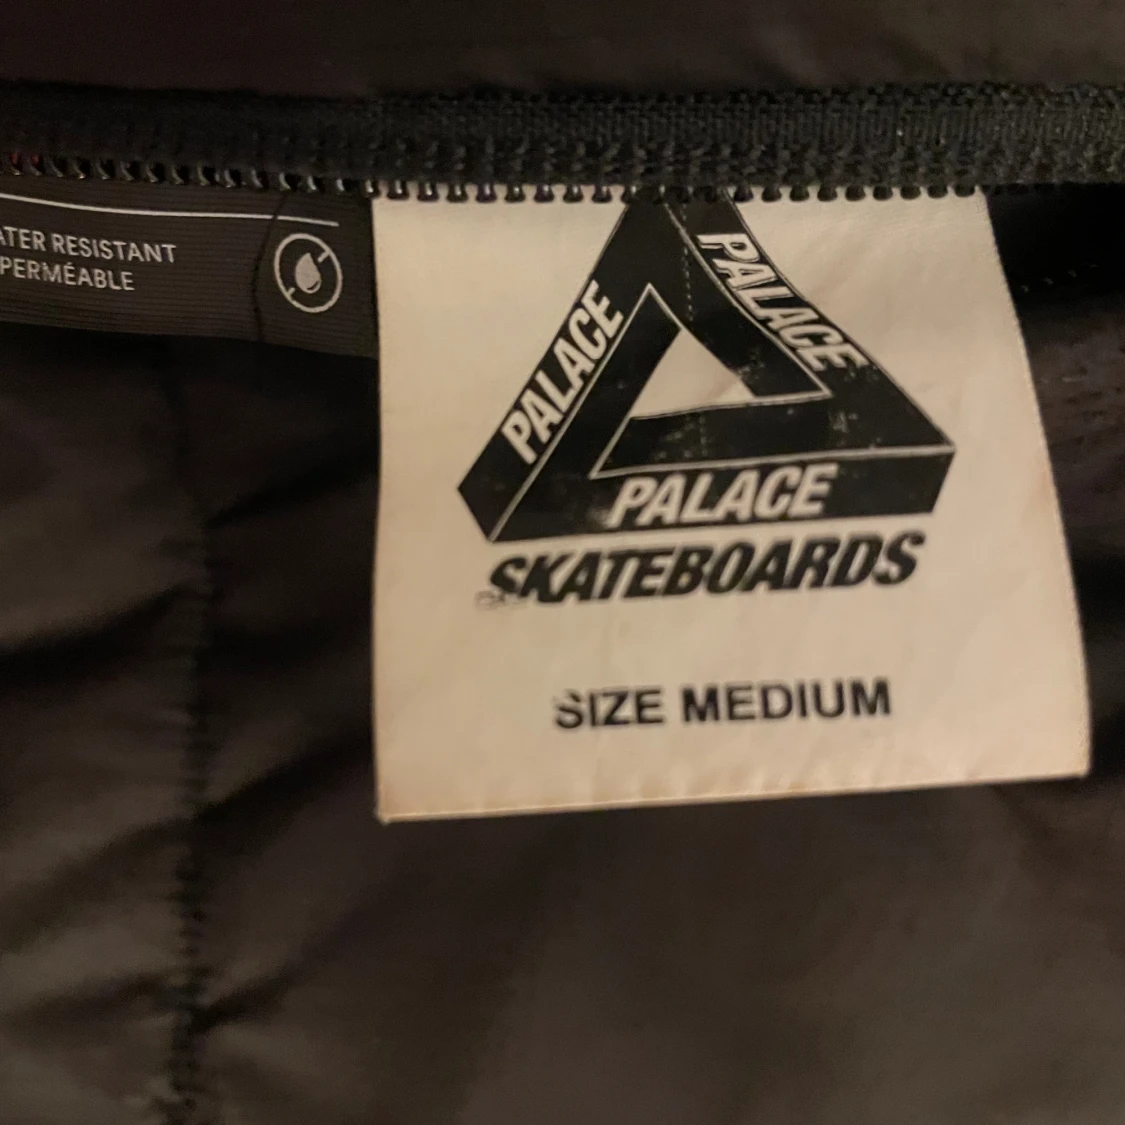 ATER RESISTANT
PERMÉABLE
PALACE
PALACE
PALACE
SKATEBOARDS
SIZE MEDIUM